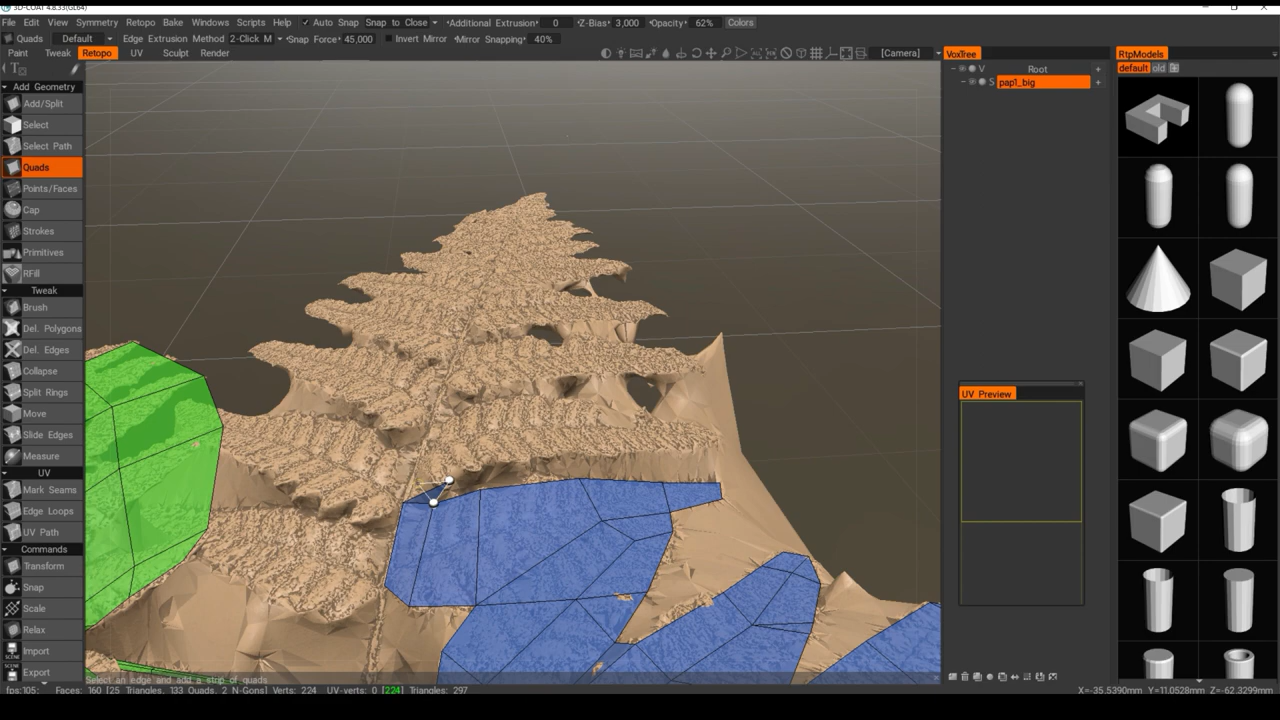 3D-COAT 4.8.33(GL64)
File Edit View Symmetry Retopo Bake Windows Scripts Help Auto Snap Snap to Close Additional Extrusion: 0 Z-Bias: 3,000 Opacity: 62% Colors
Quads Default Edge Extrusion Method 2-Click M Snap Force: 45,000 Invert Mirror Mirror Snapping: 40%
Paint Tweak Retopo UV Sculpt Render [Camera]
VoxTree
RtpModels
V Root +
default old
S pap1_big +
Add Geometry
Add/Split
Select
Select Path
Quads
Points/Faces
Cap
Strokes
Primitives
RFill
Tweak
Brush
Del. Polygons
Del. Edges
Collapse
Split Rings
Move
Slide Edges
Measure
UV
Mark Seams
Edge Loops
UV Path
Commands
Transform
Snap
Scale
Relax
Import
Export
UV Preview
Select an edge and add a strip of quads
fps:105; Faces: 160 [25 Triangles, 133 Quads, 2 N-Gons] Verts: 224 UV-verts: 0 [224] Triangles: 297
X=-35.5390mm Y=11.0528mm Z=-62.3299mm